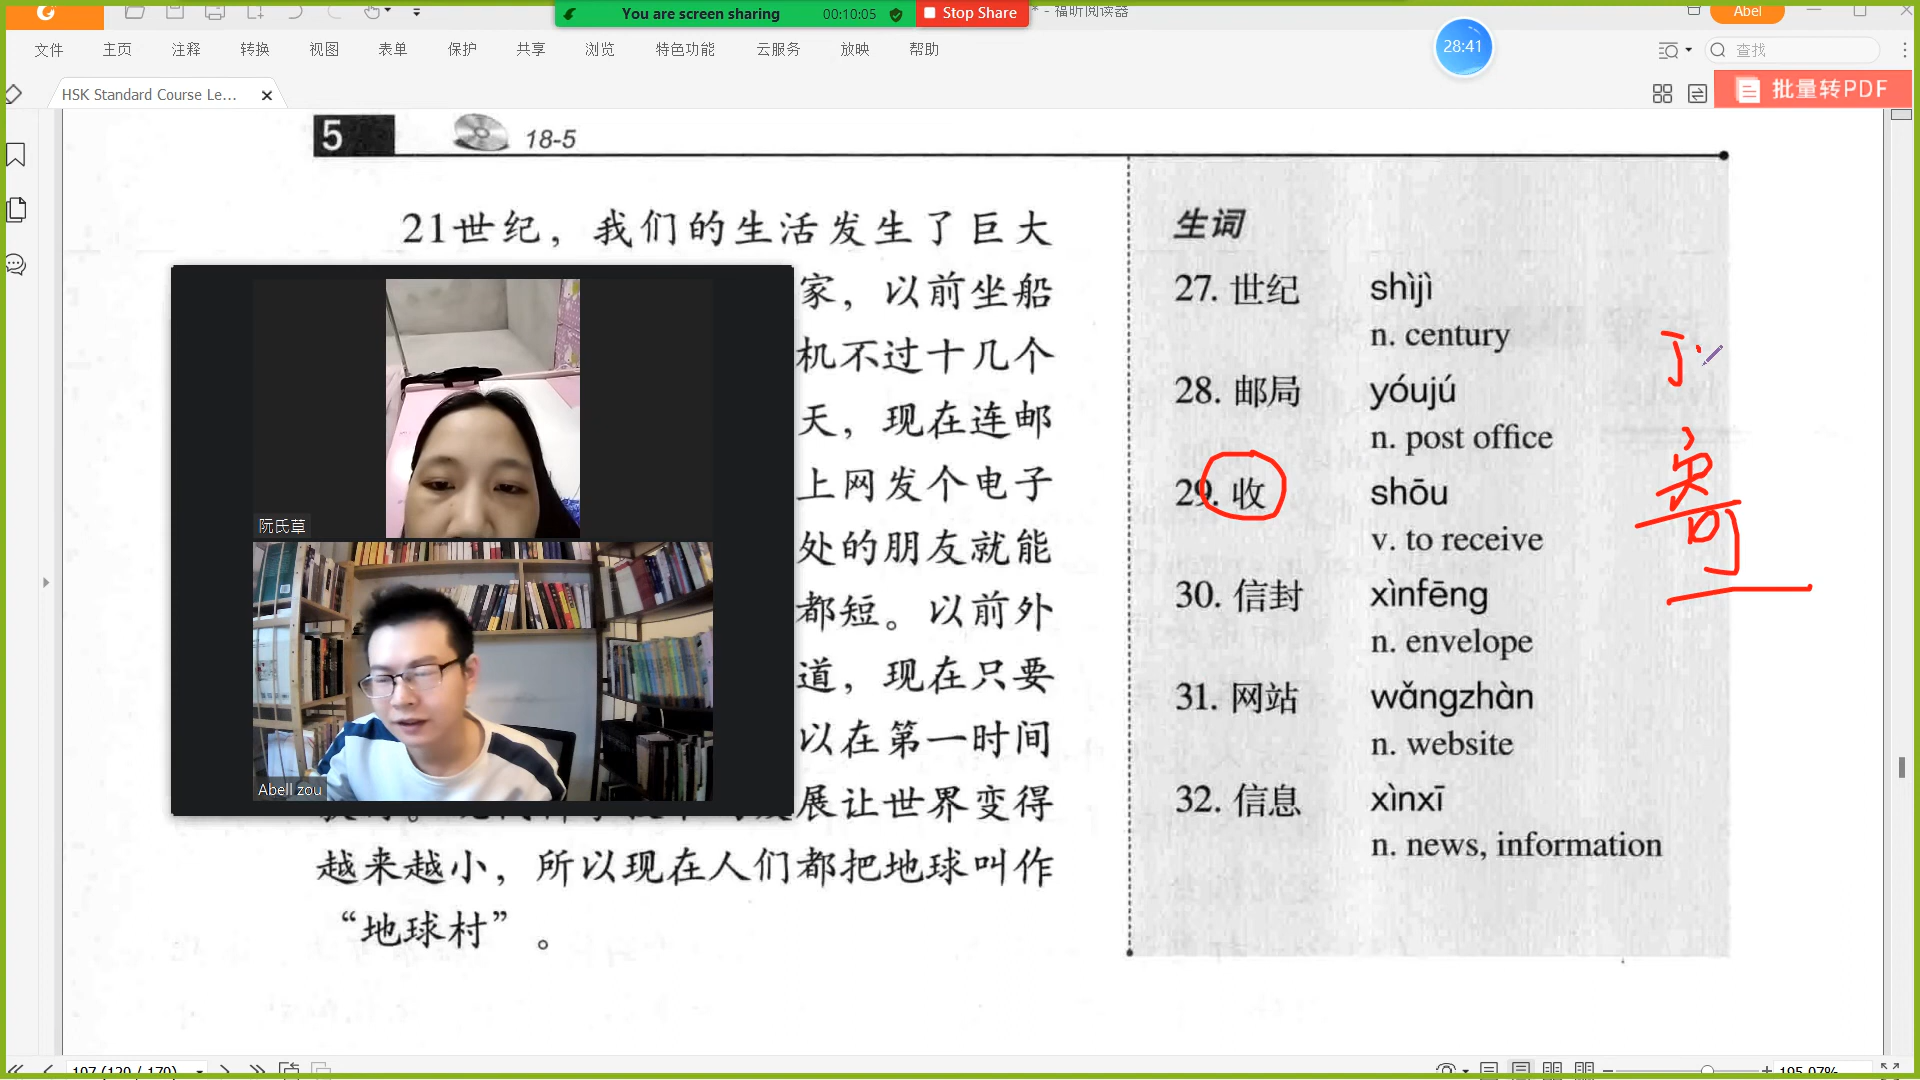 You are screen sharing 00:10:05 Stop Share
- 福昕阅读器
Abel
文件 主页 注释 转换 视图 表单 保护 共享 浏览 特色功能 云服务 放映 帮助
28:41
查找
HSK Standard Course Le...
批量转PDF
5 18-5
21世纪，我们的生活发生了巨大
家，以前坐船
机不过十几个
天，现在连邮
上网发个电子
处的朋友就能
都短。以前外
道，现在只要
以在第一时间
展让世界变得
越来越小，所以现在人们都把地球叫作
“地球村”。
阮氏草
Abell zou
生词
27. 世纪 shìjì
n. century
28. 邮局 yóujú
n. post office
29. 收 shōu
v. to receive
30. 信封 xìnfēng
n. envelope
31. 网站 wǎngzhàn
n. website
32. 信息 xìnxī
n. news, information
寄
197 (120 / 170)
195.07%